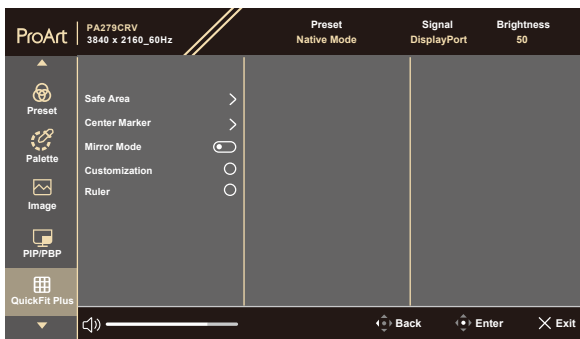 ProArt
PA279CRV
3840 x 2160_60Hz
Preset
Native Mode
Signal
DisplayPort
Brightness
50
Preset
Palette
Image
PIP/PBP
QuickFit Plus
Safe Area
Center Marker
Mirror Mode
Customization
Ruler
Back
Enter
Exit